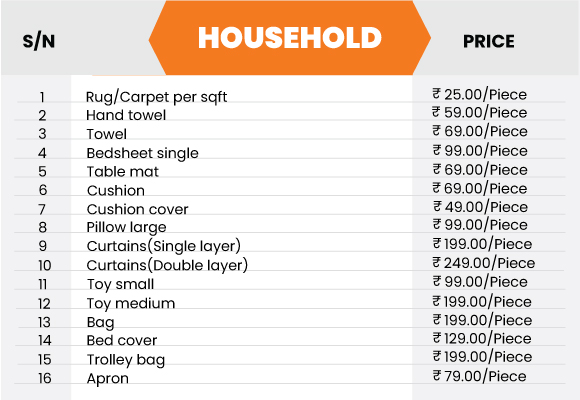 S/N HOUSEHOLD PRICE
1 Rug/Carpet per sqft ₹ 25.00/Piece
2 Hand towel ₹ 59.00/Piece
3 Towel ₹ 69.00/Piece
4 Bedsheet single ₹ 99.00/Piece
5 Table mat ₹ 69.00/Piece
6 Cushion ₹ 69.00/Piece
7 Cushion cover ₹ 49.00/Piece
8 Pillow large ₹ 99.00/Piece
9 Curtains(Single layer) ₹ 199.00/Piece
10 Curtains(Double layer) ₹ 249.00/Piece
11 Toy small ₹ 99.00/Piece
12 Toy medium ₹ 199.00/Piece
13 Bag ₹ 199.00/Piece
14 Bed cover ₹ 129.00/Piece
15 Trolley bag ₹ 199.00/Piece
16 Apron ₹ 79.00/Piece